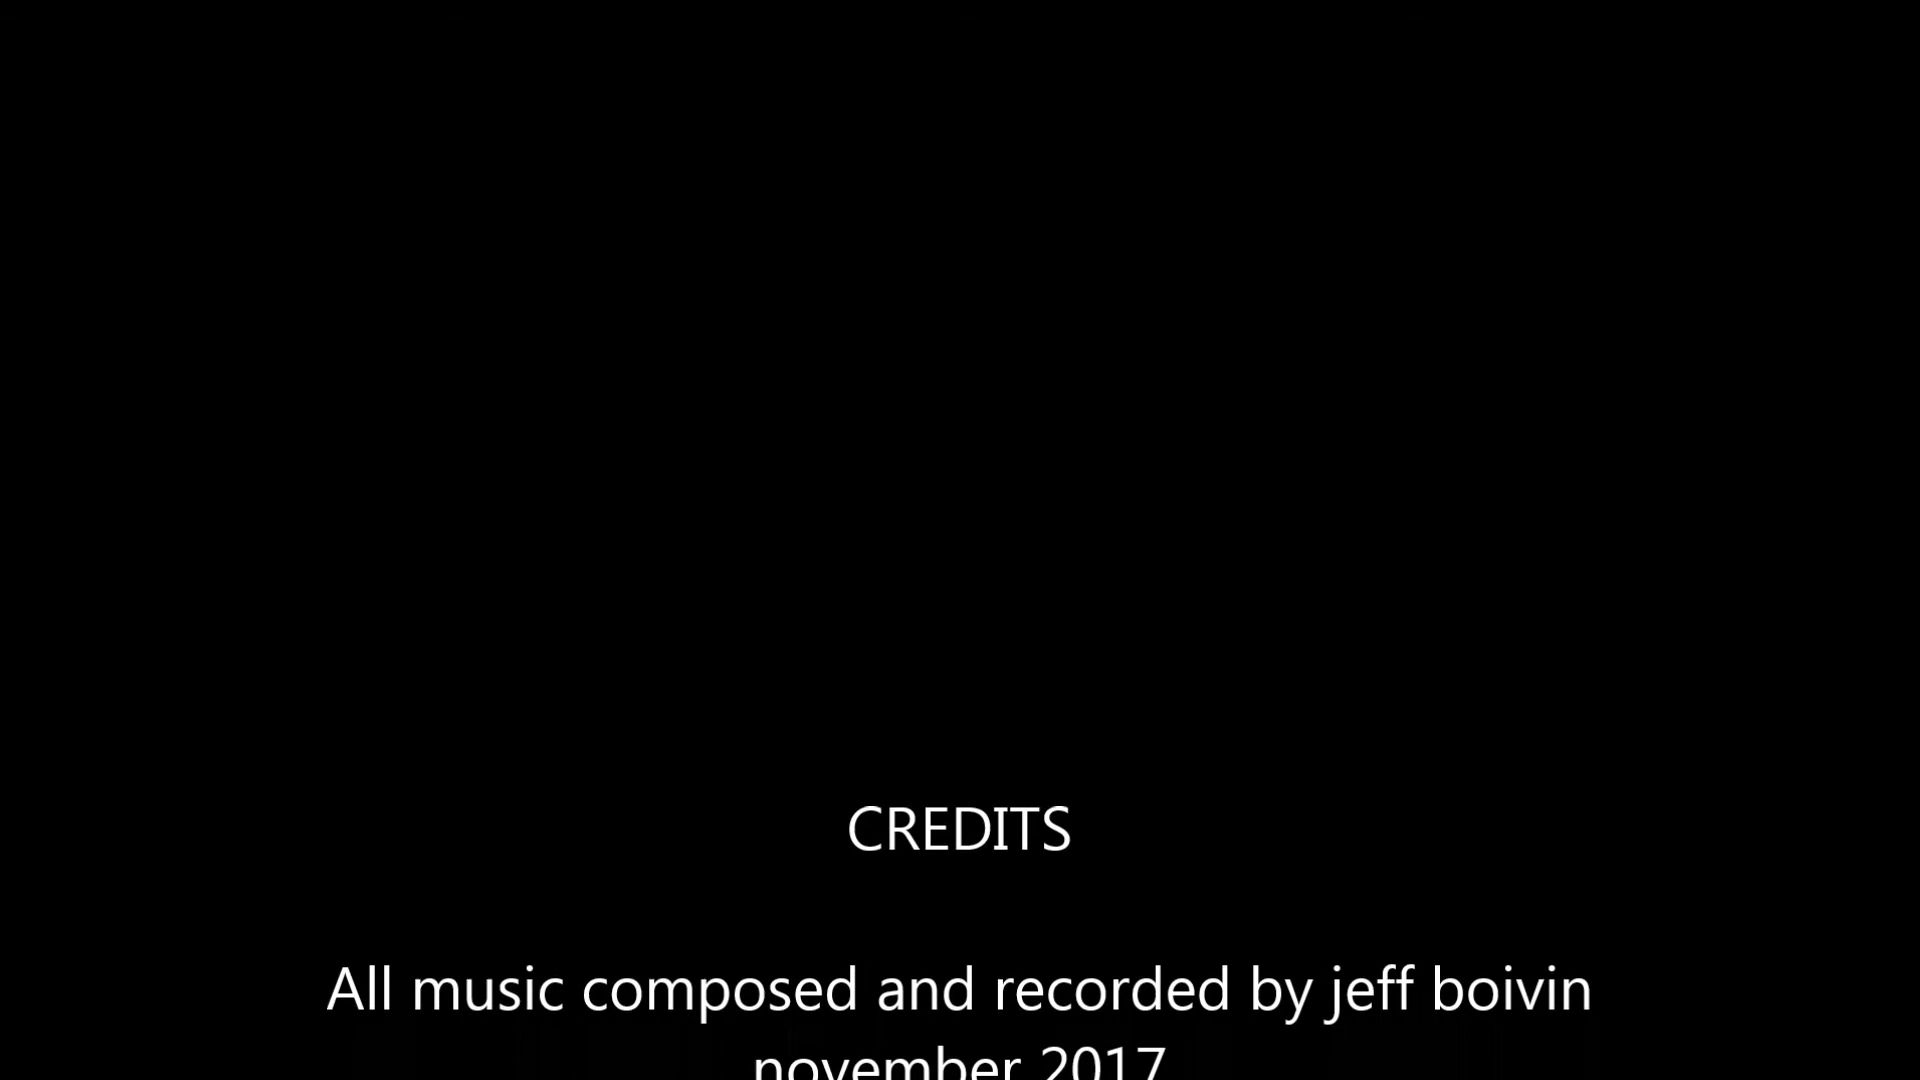 CREDITS
All music composed and recorded by jeff boivin
november 2017